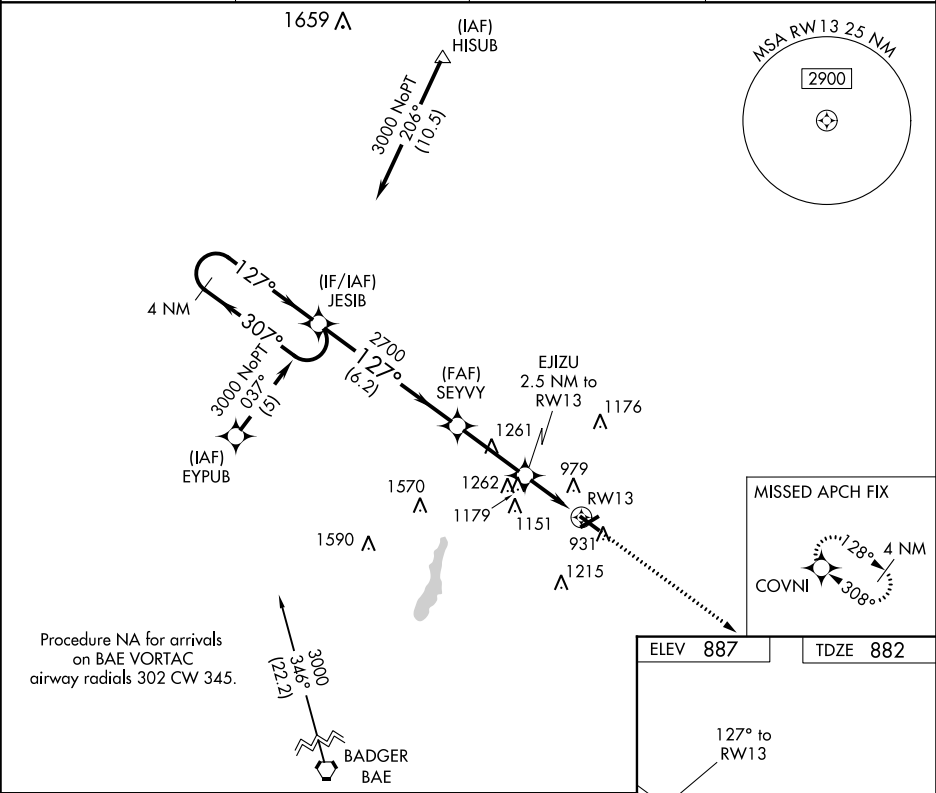 1659
(IAF)
HISUB
3000 NoPT
206°
(10.5)
MSA RW13 25 NM
2900
127°
4 NM
307°
(IF/IAF)
JESIB
2700
127°
(6.2)
3000 NoPT
037°
(5)
(IAF)
EYPUB
(FAF)
SEYVY
EJIZU
2.5 NM to
RW13
1261
1176
1262
979
1179
1151
RW13
931
1570
1590
1215
MISSED APCH FIX
128°
4 NM
COVNI
308°
Procedure NA for arrivals
on BAE VORTAC
airway radials 302 CW 345.
3000
346°
(22.2)
BADGER
BAE
ELEV 887
TDZE 882
127° to
RW13